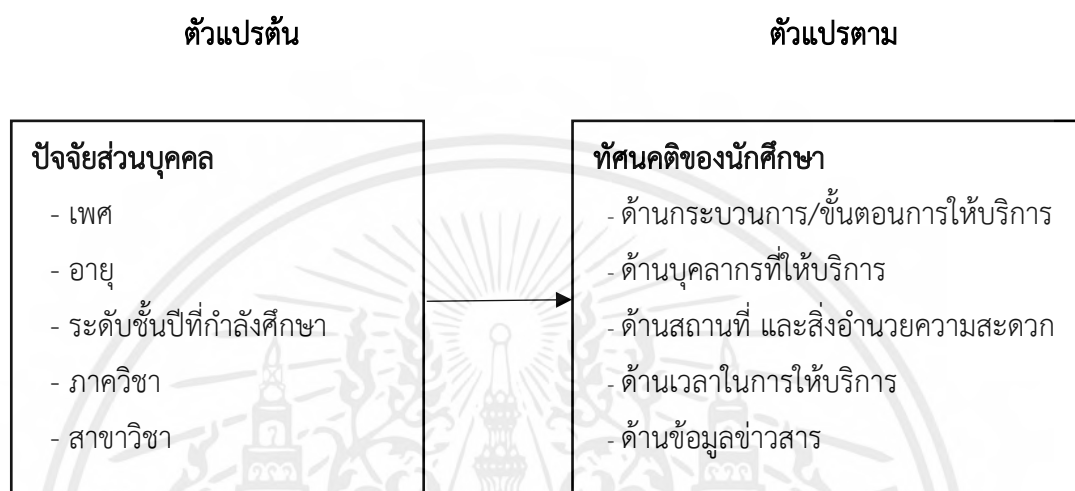 ตัวแปรต้น
ตัวแปรตาม
ปัจจัยส่วนบุคคล
- เพศ
- อายุ
- ระดับชั้นปีที่กำลังศึกษา
- ภาควิชา
- สาขาวิชา
ทัศนคติของนักศึกษา
- ด้านกระบวนการ/ขั้นตอนการให้บริการ
- ด้านบุคลากรที่ให้บริการ
- ด้านสถานที่ และสิ่งอำนวยความสะดวก
- ด้านเวลาในการให้บริการ
- ด้านข้อมูลข่าวสาร